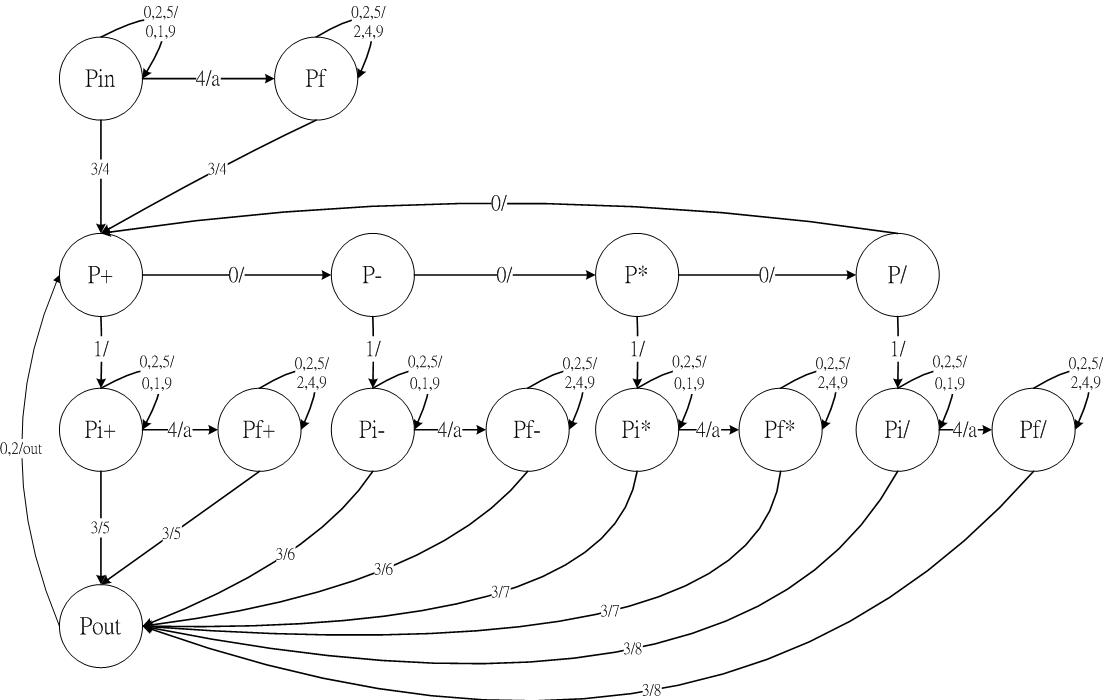 0,2,5/
0,1,9
0,2,5/
2,4,9
Pin
4/a
Pf
3/4
3/4
0/
P+
0/
P-
0/
P*
0/
P/
1/
1/
1/
1/
0,2,5/
0,1,9
0,2,5/
2,4,9
0,2,5/
0,1,9
0,2,5/
2,4,9
0,2,5/
0,1,9
0,2,5/
2,4,9
0,2,5/
0,1,9
0,2,5/
2,4,9
Pi+
4/a
Pf+
Pi-
4/a
Pf-
Pi*
4/a
Pf*
Pi/
4/a
Pf/
0,2/out
3/5
3/5
3/6
3/6
3/7
3/7
3/8
3/8
Pout